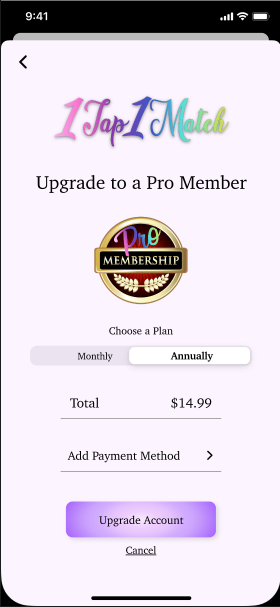 9:41
1Tap1Match
Upgrade to a Pro Member
Pro
MEMBERSHIP
Choose a Plan
Monthly Annually
Total $14.99
Add Payment Method
Upgrade Account
Cancel